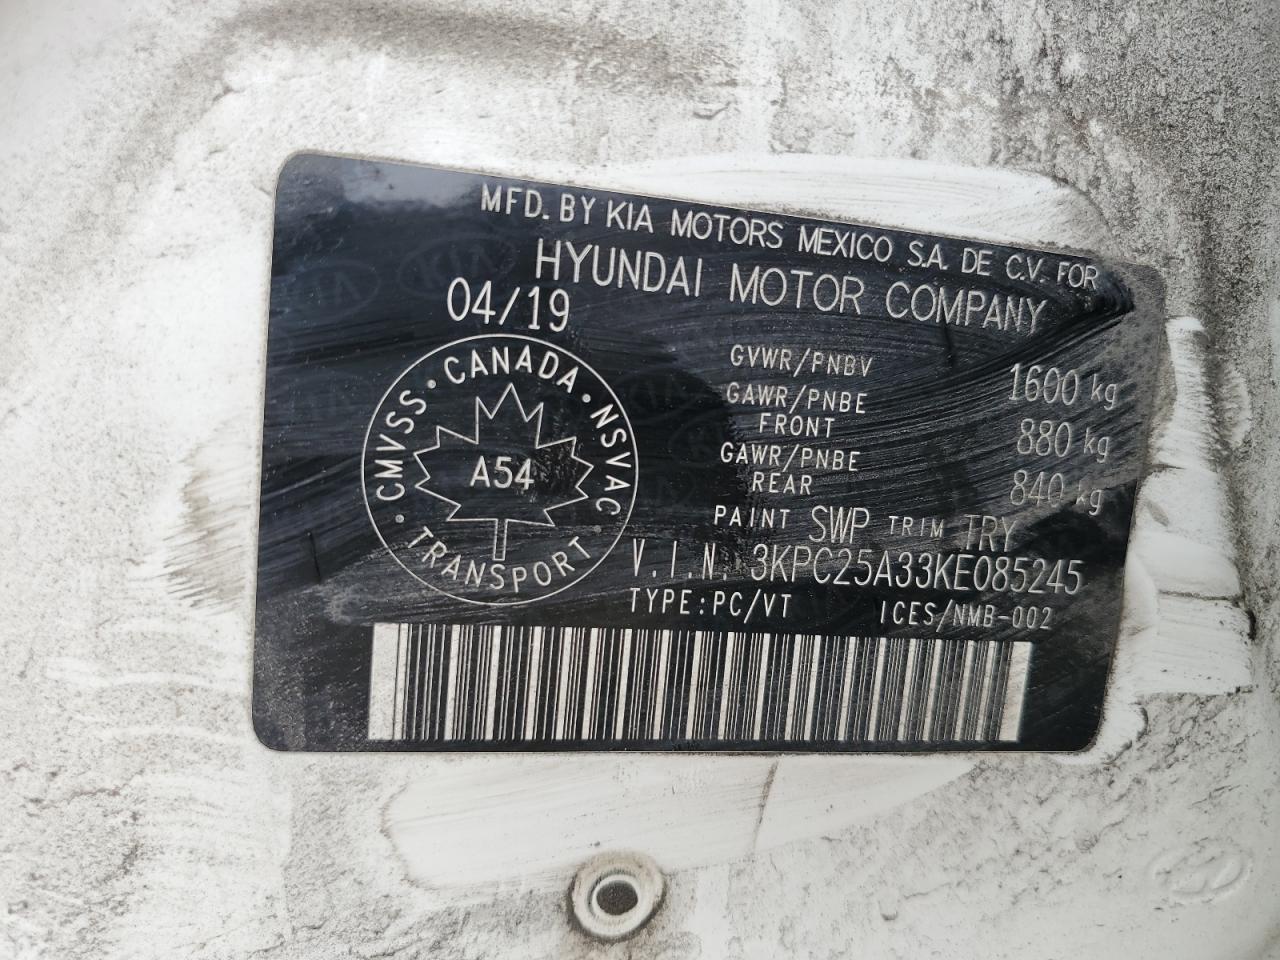 MFD. BY KIA MOTORS MEXICO S.A. DE C.V. FOR
HYUNDAI MOTOR COMPANY
04/19
CMVSS · CANADA · NSVAC · TRANSPORT ·
A54
GVWR/PNBV 1600 kg
GAWR/PNBE FRONT 880 kg
GAWR/PNBE REAR 840 kg
PAINT SWP TRIM TRY
V.I.N. 3KPC25A33KE085245
TYPE:PC/VT ICES/NMB-002